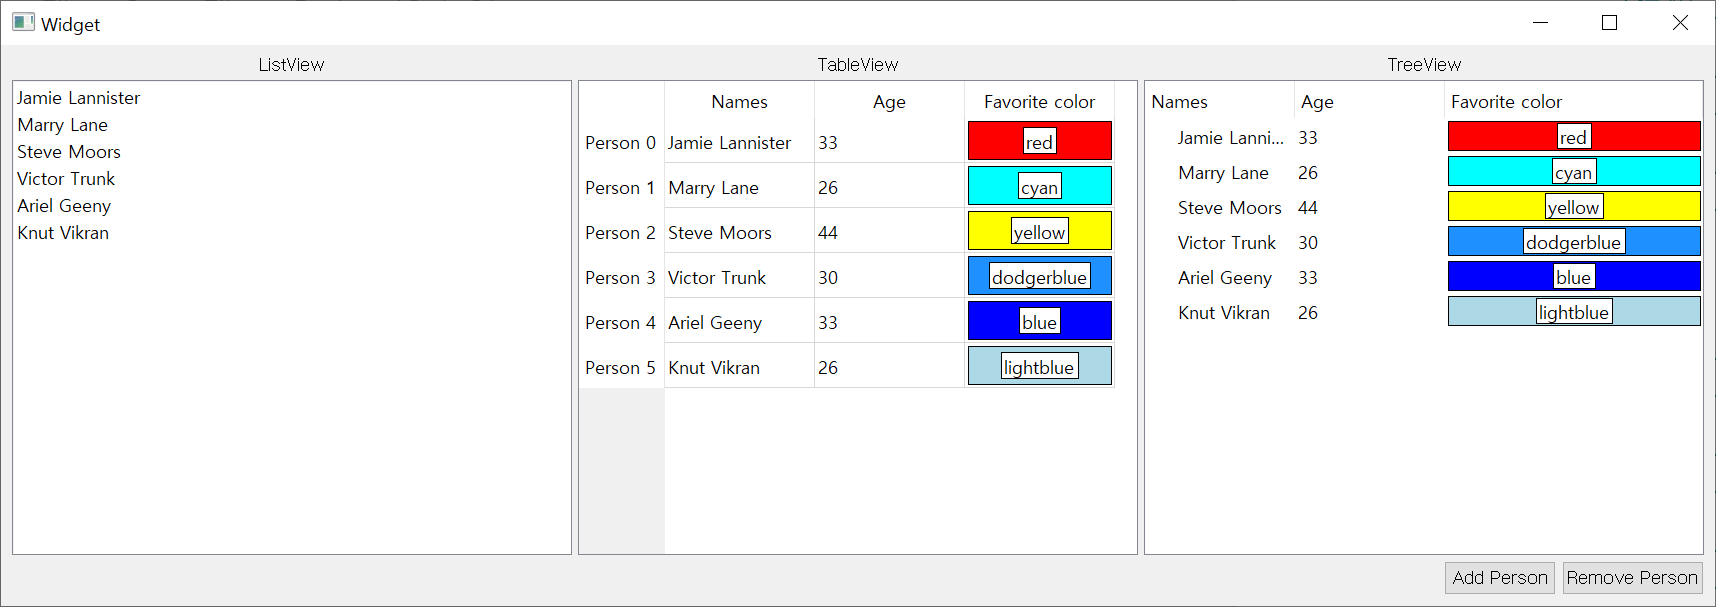 Widget
ListView
Jamie Lannister
Marry Lane
Steve Moors
Victor Trunk
Ariel Geeny
Knut Vikran
TableView
Names Age Favorite color
Person 0 Jamie Lannister 33 red
Person 1 Marry Lane 26 cyan
Person 2 Steve Moors 44 yellow
Person 3 Victor Trunk 30 dodgerblue
Person 4 Ariel Geeny 33 blue
Person 5 Knut Vikran 26 lightblue
TreeView
Names Age Favorite color
Jamie Lanni... 33 red
Marry Lane 26 cyan
Steve Moors 44 yellow
Victor Trunk 30 dodgerblue
Ariel Geeny 33 blue
Knut Vikran 26 lightblue
Add Person Remove Person